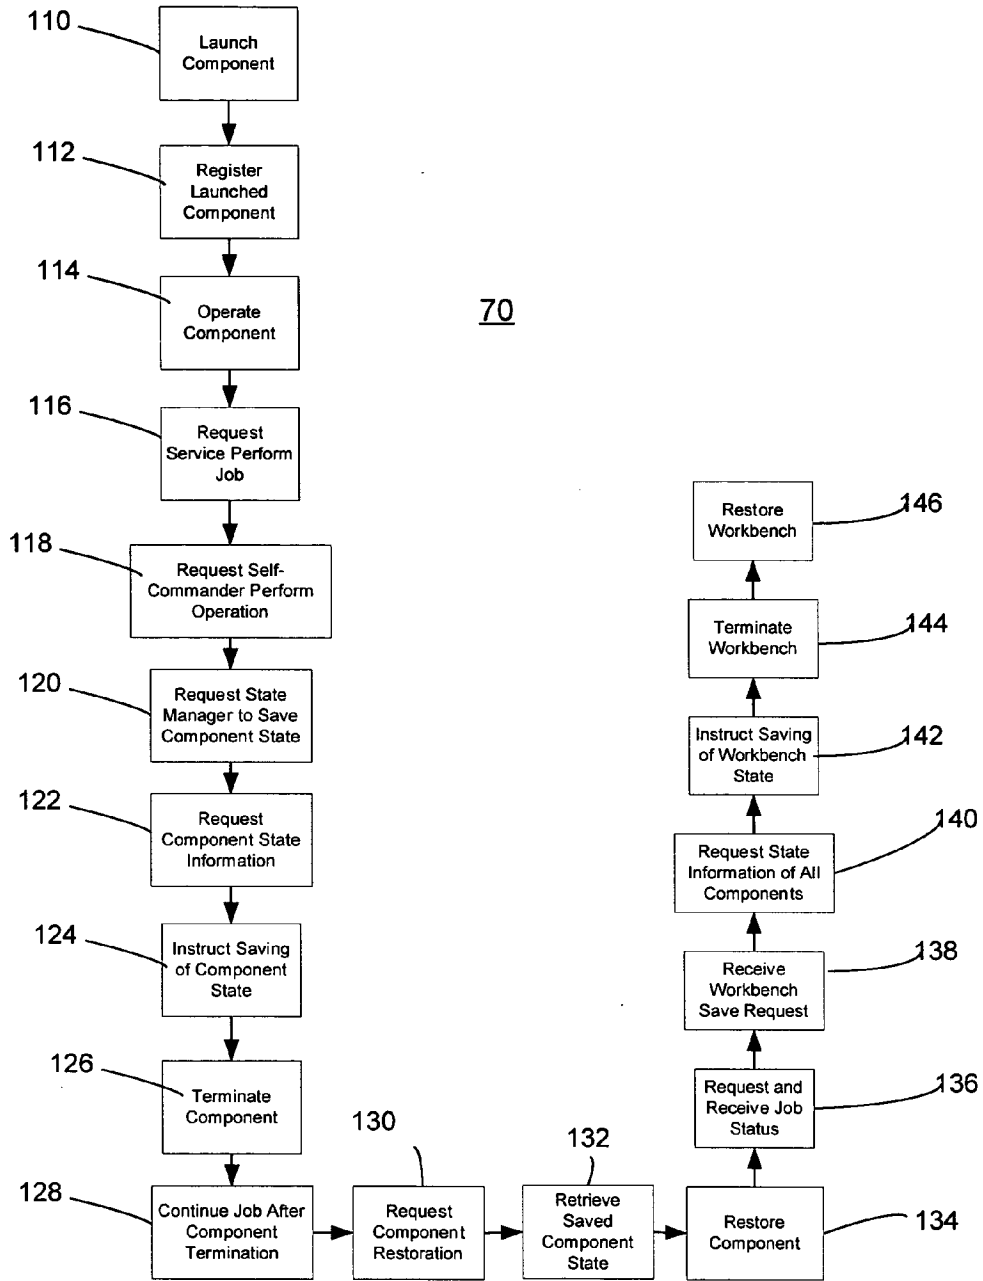 110
Launch
Component
112
Register
Launched
Component
114
Operate
Component
70
116
Request
Service Perform
Job
118
Request Self-
Commander Perform
Operation
120
Request State
Manager to Save
Component State
122
Request
Component State
Information
124
Instruct Saving
of Component
State
126
Terminate
Component
128
Continue Job After
Component
Termination
130
Request
Component
Restoration
132
Retrieve
Saved
Component
State
134
Restore
Component
136
Request and
Receive Job
Status
138
Receive
Workbench
Save Request
140
Request State
Information of All
Components
142
Instruct Saving
of Workbench
State
144
Terminate
Workbench
146
Restore
Workbench